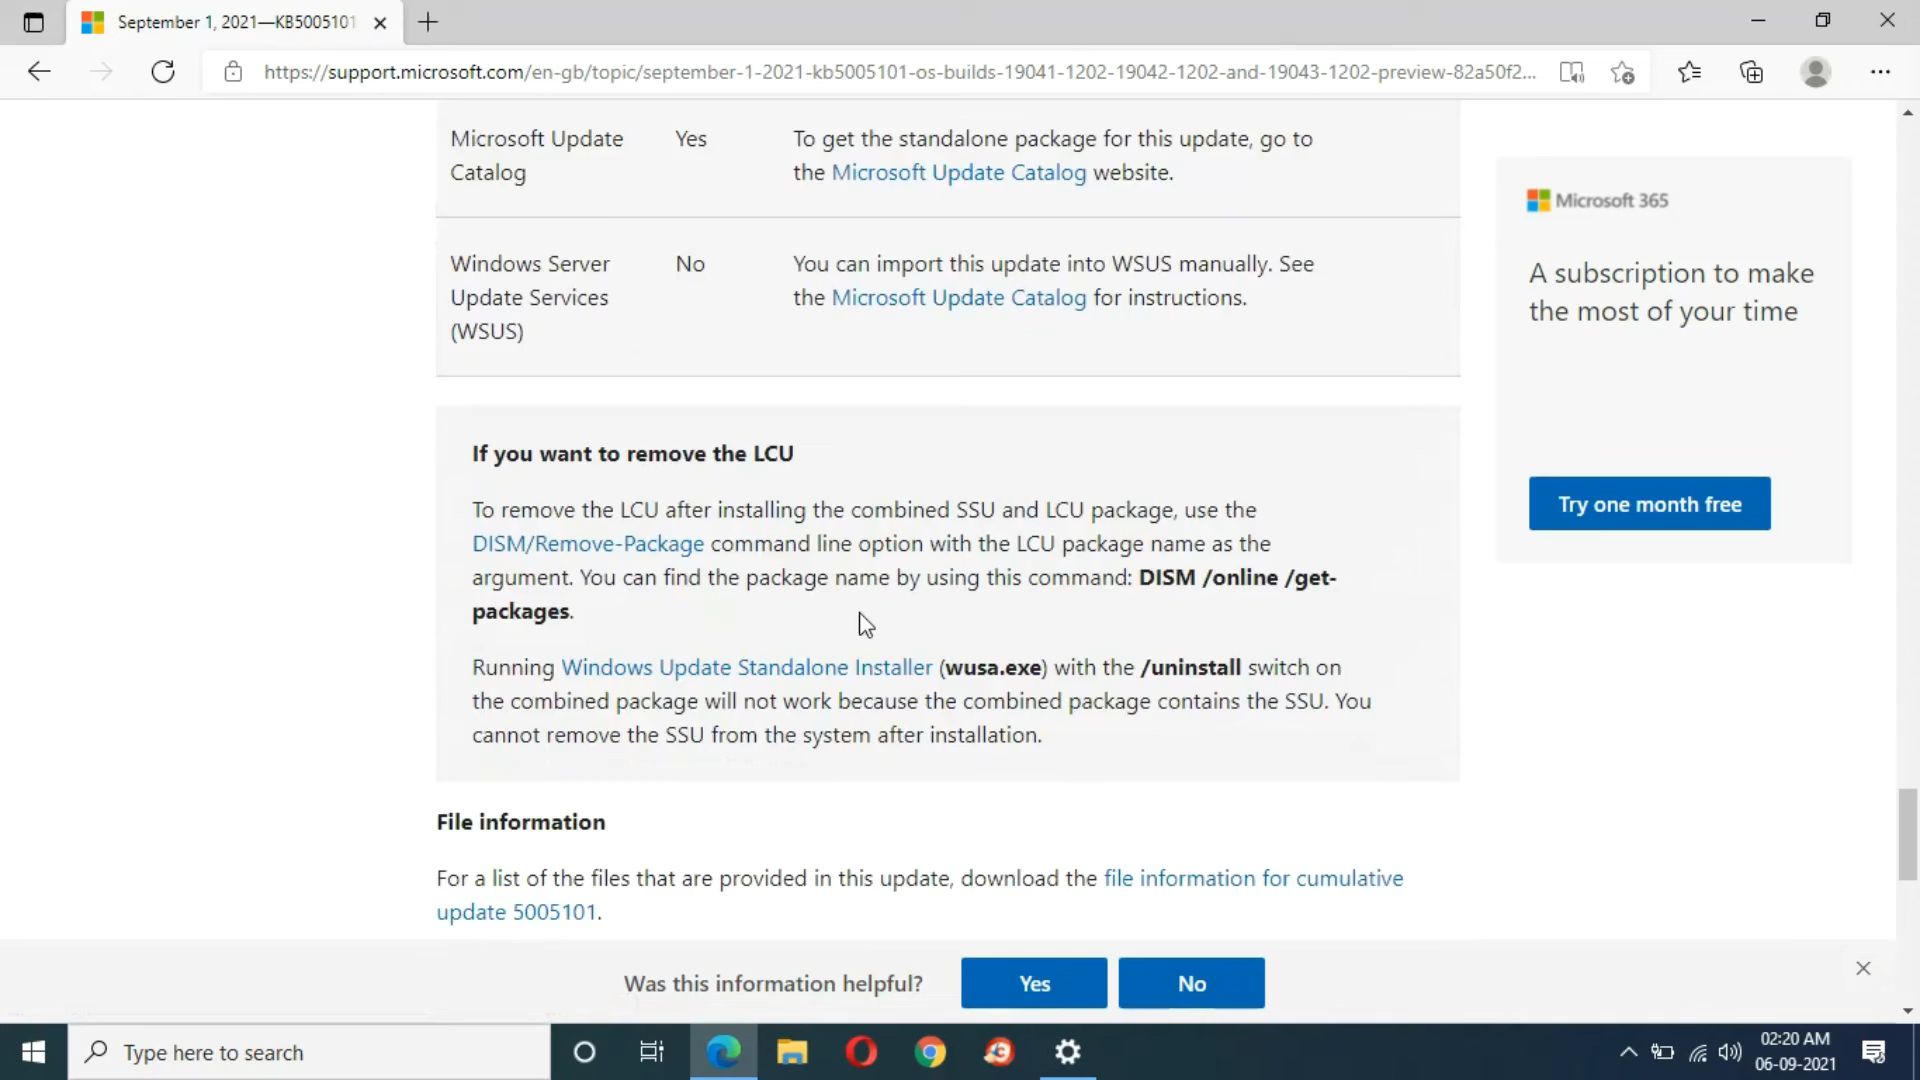 September 1, 2021—KB5005101
https://support.microsoft.com/en-gb/topic/september-1-2021-kb5005101-os-builds-19041-1202-19042-1202-and-19043-1202-preview-82a50f2...
Microsoft Update
Catalog
Yes
To get the standalone package for this update, go to
the Microsoft Update Catalog website.
Windows Server
Update Services
(WSUS)
No
You can import this update into WSUS manually. See
the Microsoft Update Catalog for instructions.
Microsoft 365
A subscription to make
the most of your time
Try one month free
If you want to remove the LCU
To remove the LCU after installing the combined SSU and LCU package, use the
DISM/Remove-Package command line option with the LCU package name as the
argument. You can find the package name by using this command: DISM /online /get-
packages.
Running Windows Update Standalone Installer (wusa.exe) with the /uninstall switch on
the combined package will not work because the combined package contains the SSU. You
cannot remove the SSU from the system after installation.
File information
For a list of the files that are provided in this update, download the file information for cumulative
update 5005101.
Was this information helpful?
Yes
No
Type here to search
02:20 AM
06-09-2021